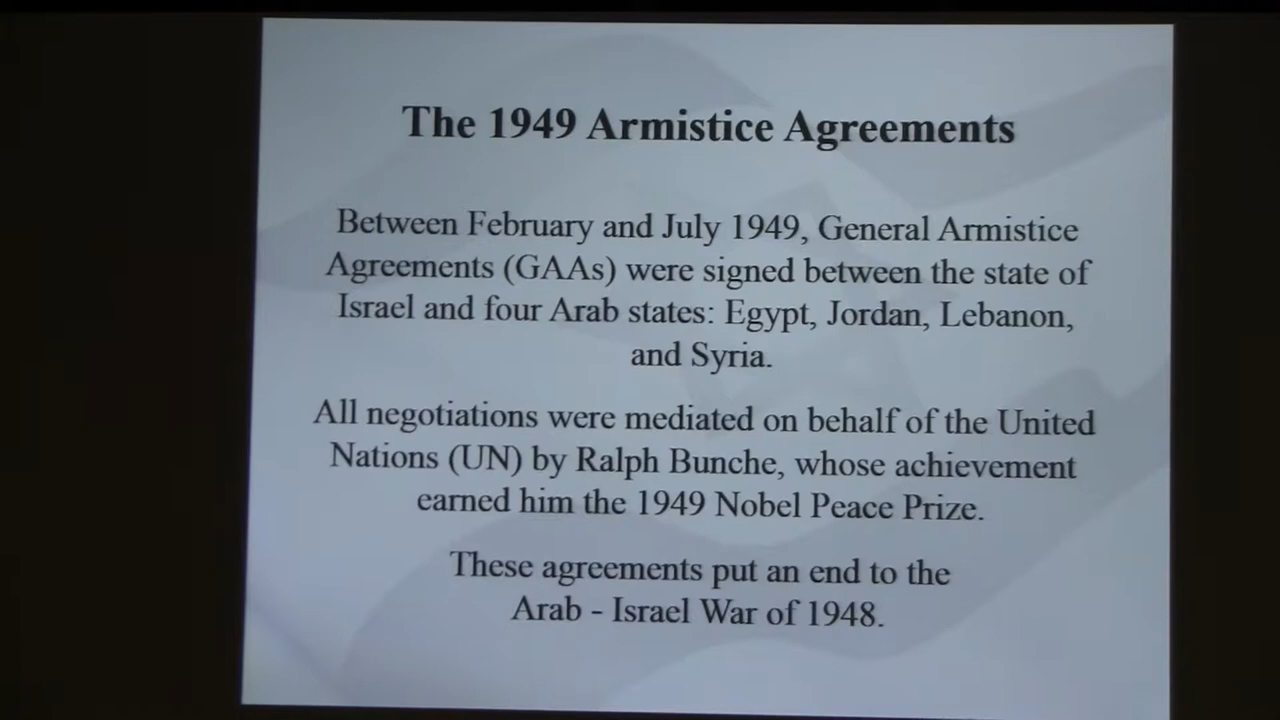 The 1949 Armistice Agreements
Between February and July 1949, General Armistice
Agreements (GAAs) were signed between the state of
Israel and four Arab states: Egypt, Jordan, Lebanon,
and Syria.
All negotiations were mediated on behalf of the United
Nations (UN) by Ralph Bunche, whose achievement
earned him the 1949 Nobel Peace Prize.
These agreements put an end to the
Arab - Israel War of 1948.